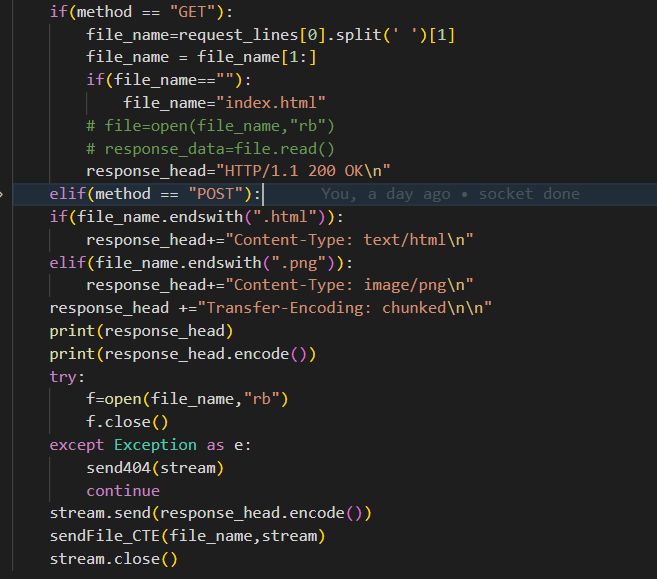 if(method == "GET"):
    file_name=request_lines[0].split(' ')[1]
    file_name = file_name[1:]
    if(file_name==""):
        file_name="index.html"
    # file=open(file_name,"rb")
    # response_data=file.read()
    response_head="HTTP/1.1 200 OK\n"
elif(method == "POST"):      You, a day ago • socket done
if(file_name.endswith(".html")):
    response_head+="Content-Type: text/html\n"
elif(file_name.endswith(".png")):
    response_head+="Content-Type: image/png\n"
response_head +="Transfer-Encoding: chunked\n\n"
print(response_head)
print(response_head.encode())
try:
    f=open(file_name,"rb")
    f.close()
except Exception as e:
    send404(stream)
    continue
stream.send(response_head.encode())
sendFile_CTE(file_name,stream)
stream.close()